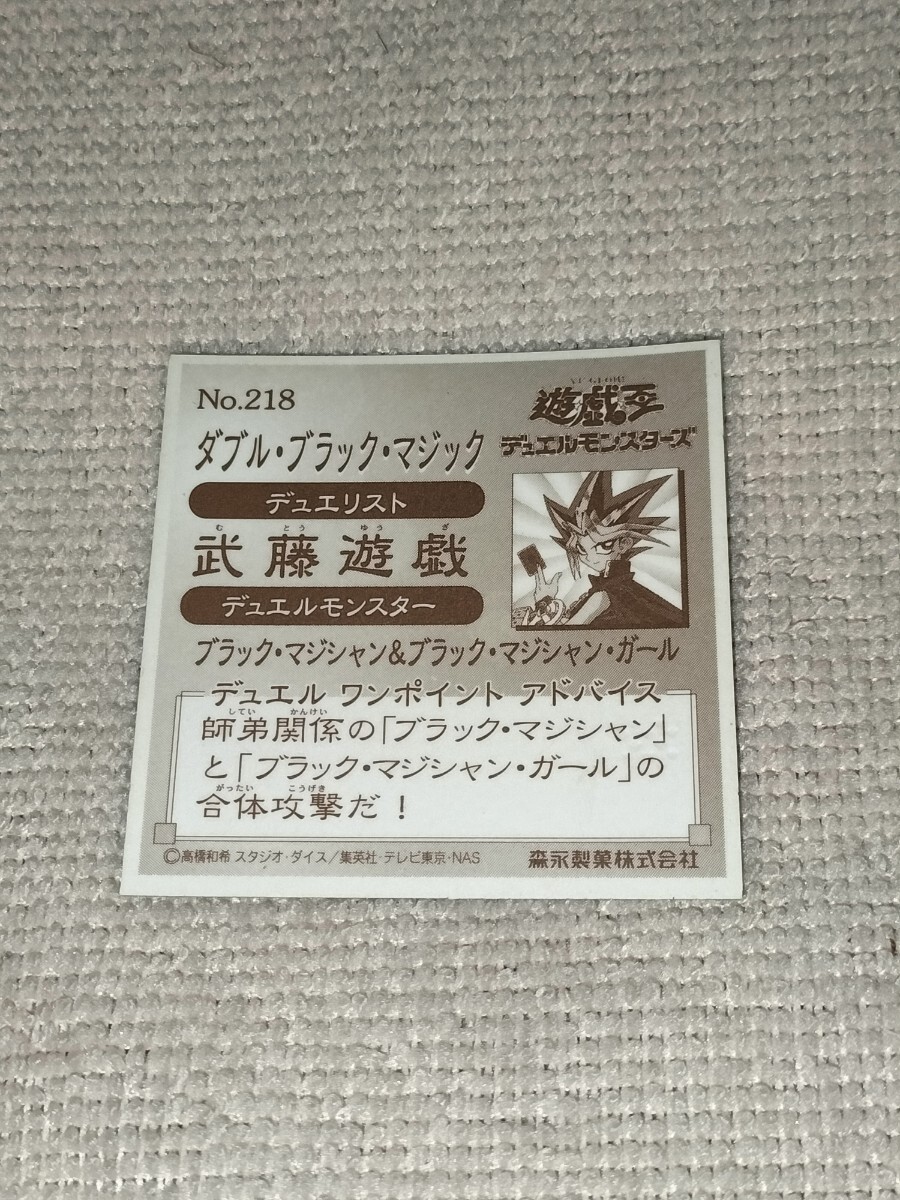 No.218
YU-GI-OH!
遊戯王
デュエルモンスターズ
ダブル・ブラック・マジック
デュエリスト
む とう ゆう ぎ
武藤遊戯
デュエルモンスター
ブラック・マジシャン&ブラック・マジシャン・ガール
デュエル ワンポイント アドバイス
してい かんけい
師弟関係の「ブラック・マジシャン」
と「ブラック・マジシャン・ガール」の
がったい こうげき
合体攻撃だ!
©高橋和希 スタジオ・ダイス/集英社・テレビ東京・NAS
森永製菓株式会社